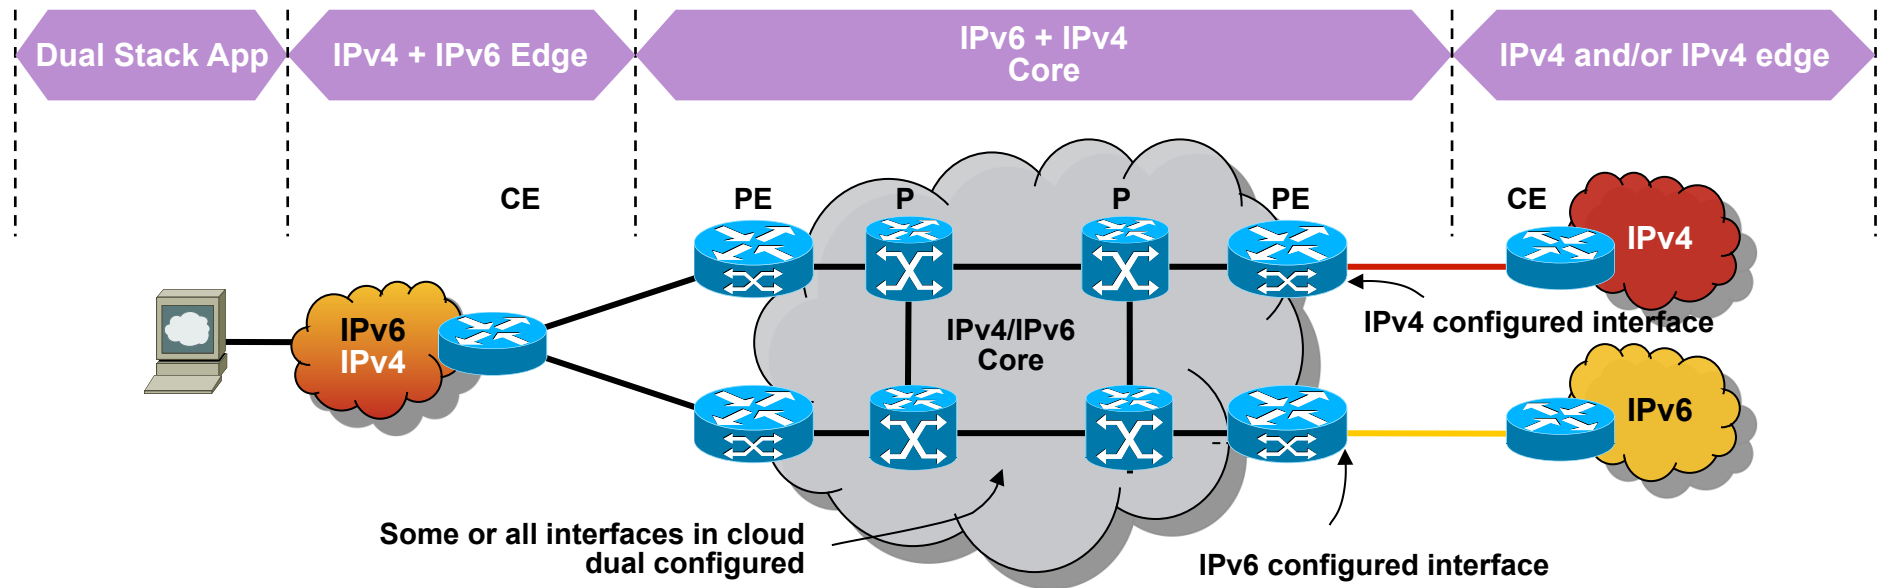 Dual Stack App
IPv4 + IPv6 Edge
IPv6 + IPv4
Core
IPv4 and/or IPv4 edge
CE
PE
P
P
PE
CE
IPv4
IPv6
IPv4
IPv4/IPv6
Core
IPv4 configured interface
IPv6
Some or all interfaces in cloud
dual configured
IPv6 configured interface